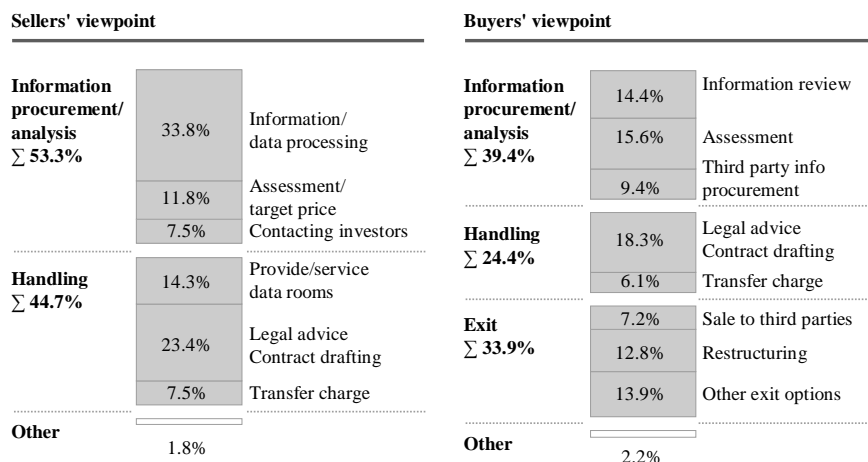 Sellers' viewpoint
Information
procurement/
analysis
∑ 53.3%
33.8%
Information/
data processing
11.8%
Assessment/
target price
7.5%
Contacting investors
Handling
∑ 44.7%
14.3%
Provide/service
data rooms
23.4%
Legal advice
Contract drafting
7.5%
Transfer charge
Other
1.8%
Buyers' viewpoint
Information
procurement/
analysis
∑ 39.4%
14.4%
Information review
15.6%
Assessment
9.4%
Third party info
procurement
Handling
∑ 24.4%
18.3%
Legal advice
Contract drafting
6.1%
Transfer charge
Exit
∑ 33.9%
7.2%
Sale to third parties
12.8%
Restructuring
13.9%
Other exit options
Other
2.2%